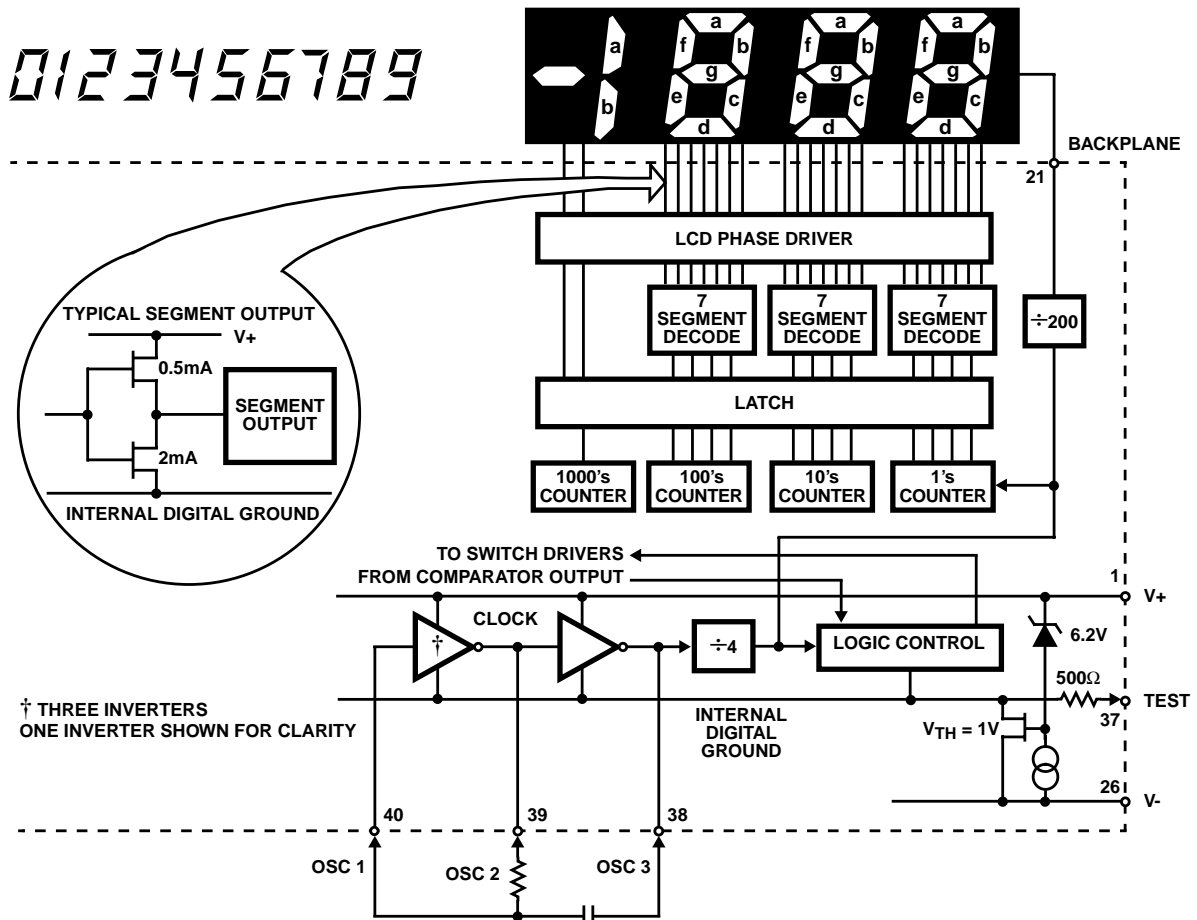 0123456789
a
b
a
f b
g
e c
d
a
f b
g
e c
d
a
f b
g
e c
d
BACKPLANE
21
LCD PHASE DRIVER
TYPICAL SEGMENT OUTPUT
V+
0.5mA
SEGMENT
OUTPUT
2mA
INTERNAL DIGITAL GROUND
7
SEGMENT
DECODE
7
SEGMENT
DECODE
7
SEGMENT
DECODE
÷200
LATCH
1000's
COUNTER
100's
COUNTER
10's
COUNTER
1's
COUNTER
TO SWITCH DRIVERS
FROM COMPARATOR OUTPUT
1
V+
CLOCK
†
÷4
LOGIC CONTROL
6.2V
500Ω
TEST
37
† THREE INVERTERS
ONE INVERTER SHOWN FOR CLARITY
INTERNAL
DIGITAL
GROUND
VTH = 1V
26
V-
40
39
38
OSC 1
OSC 2
OSC 3